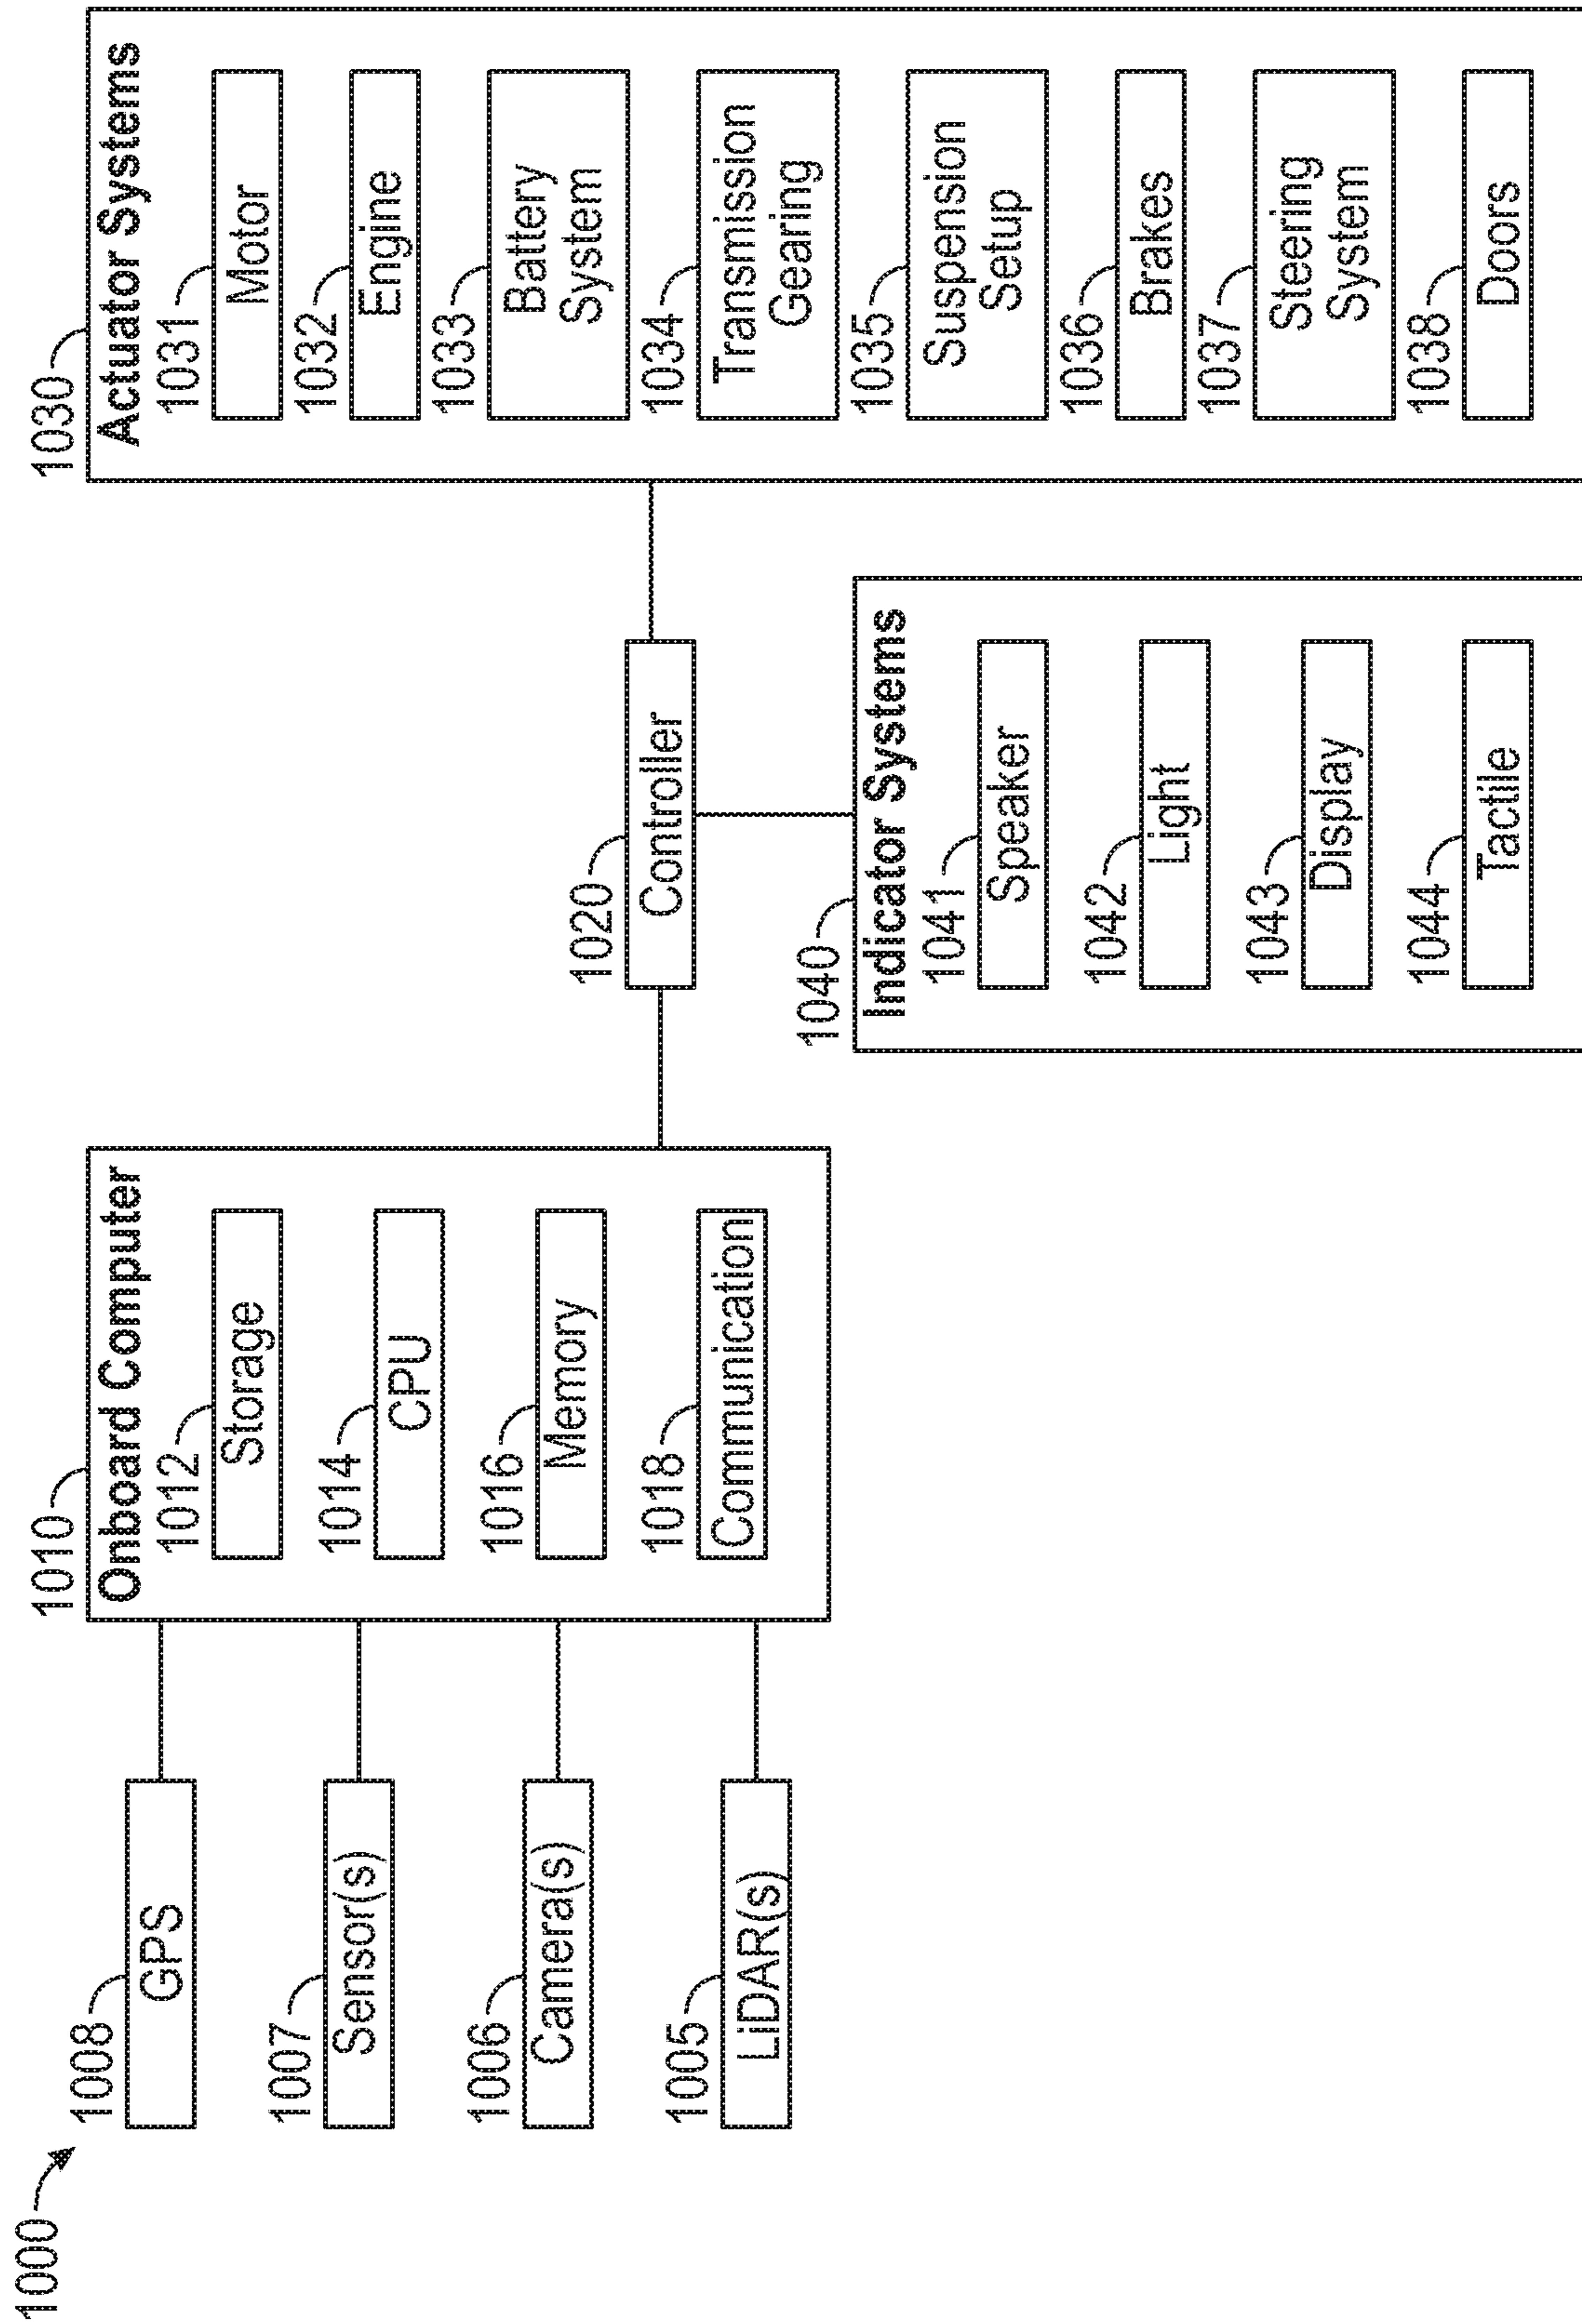 1000
1008
GPS
1007
Sensor(s)
1006
Camera(s)
1005
LiDAR(s)
1010
Onboard Computer
1012
Storage
1014
CPU
1016
Memory
1018
Communication
1020
Controller
1040
Indicator Systems
1041
Speaker
1042
Light
1043
Display
1044
Tactile
1030
Actuator Systems
1031
Motor
1032
Engine
1033
Battery
System
1034
Transmission
Gearing
1035
Suspension
Setup
1036
Brakes
1037
Steering
System
1038
Doors